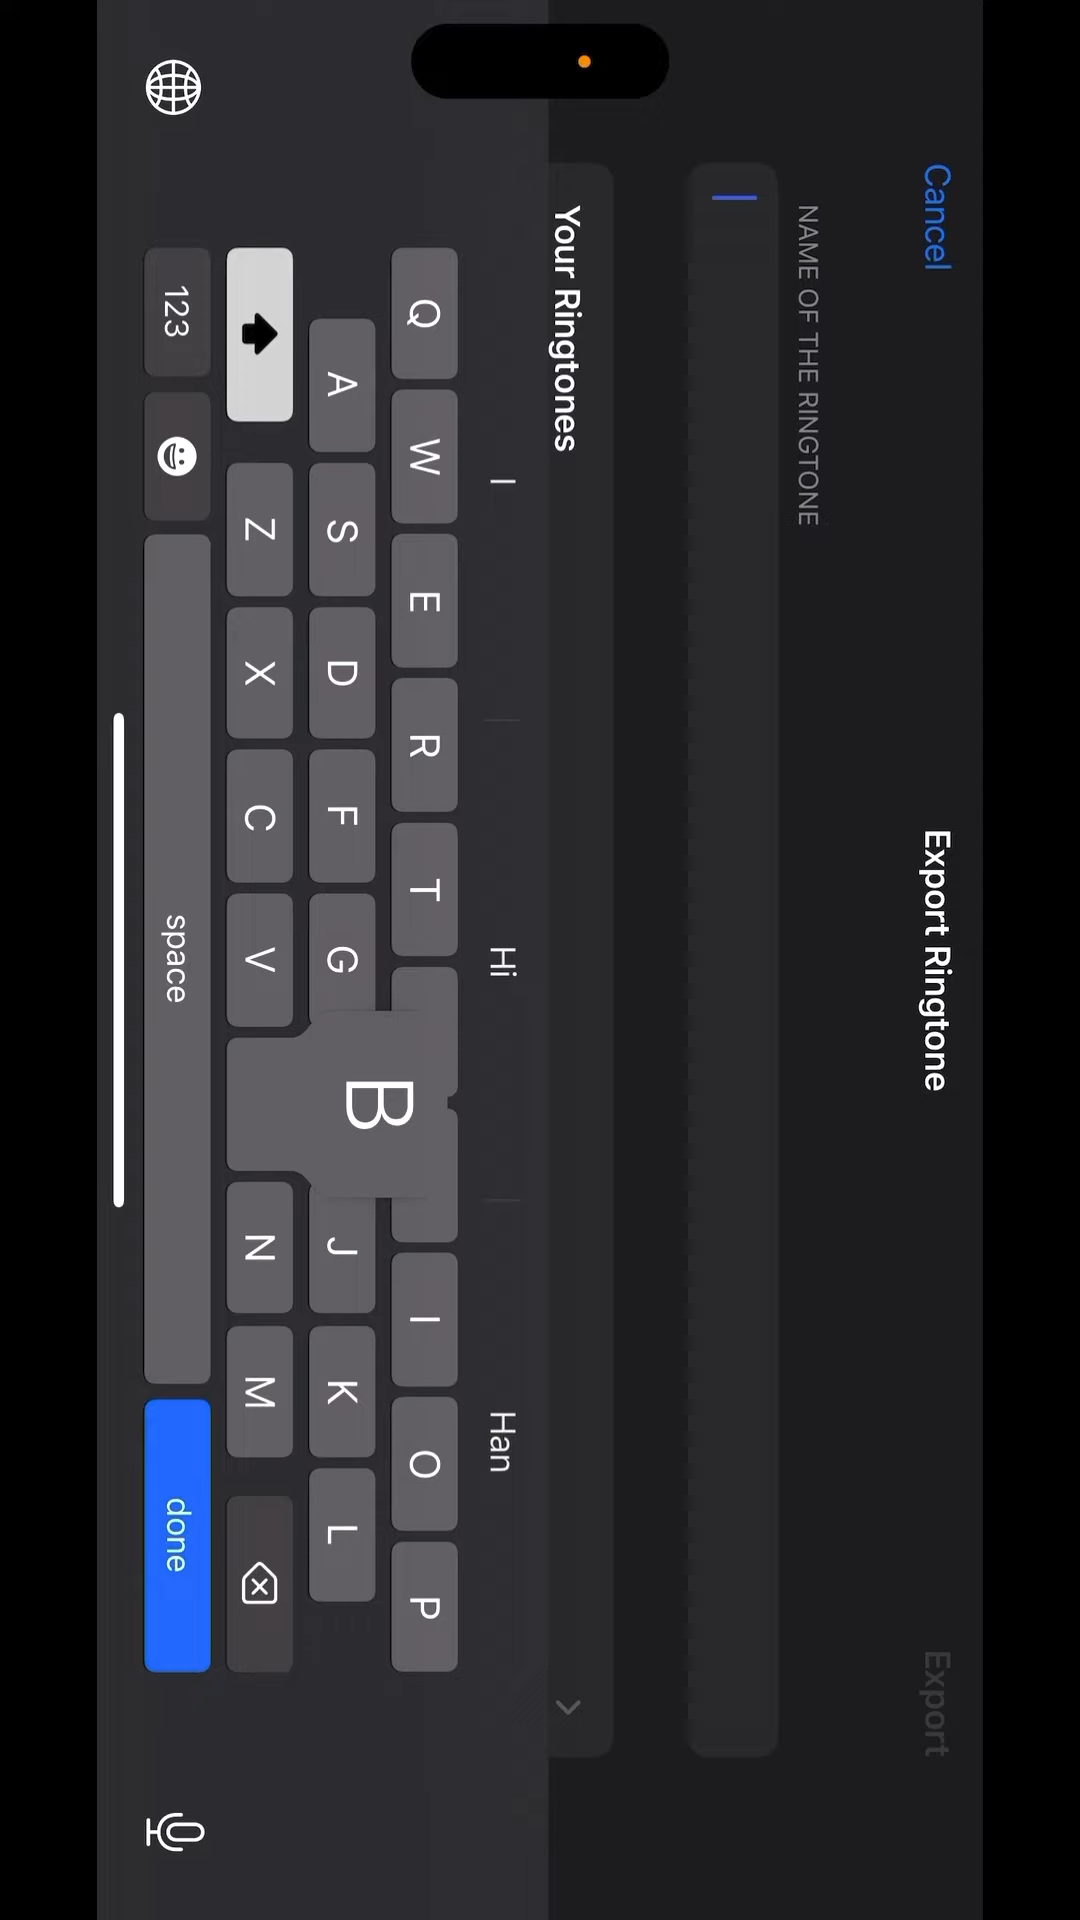 Cancel Export Ringtone Export
NAME OF THE RINGTONE
Your Ringtones
I Hi Han
Q W E R T I O P
A S D F G J K L
Z X C V B N M
123 space done